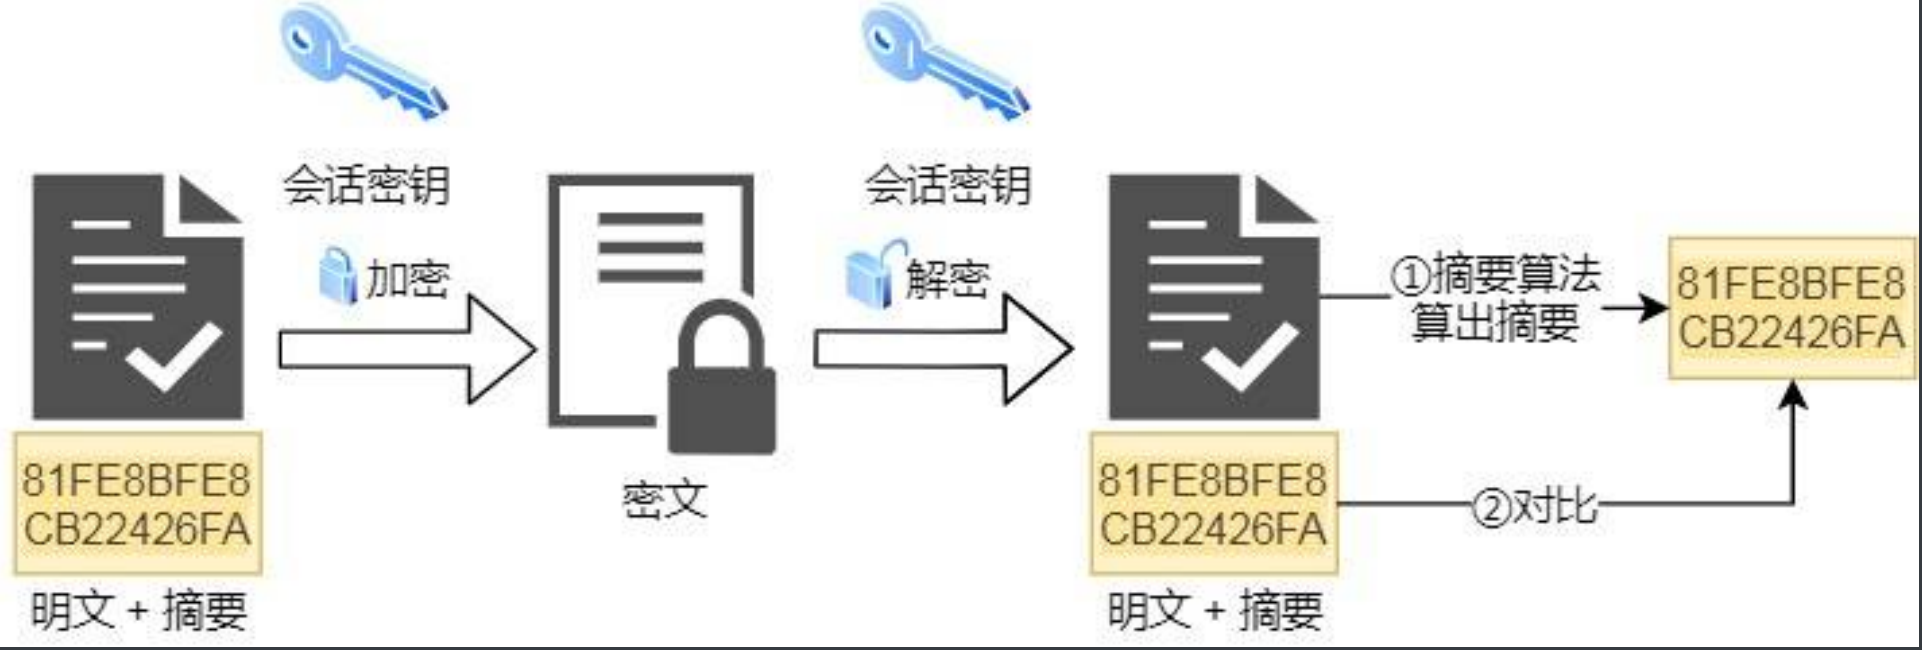 会话密钥
加密
会话密钥
解密
81FE8BFE8
CB22426FA
明文 + 摘要
密文
81FE8BFE8
CB22426FA
明文 + 摘要
①摘要算法
算出摘要
②对比
81FE8BFE8
CB22426FA